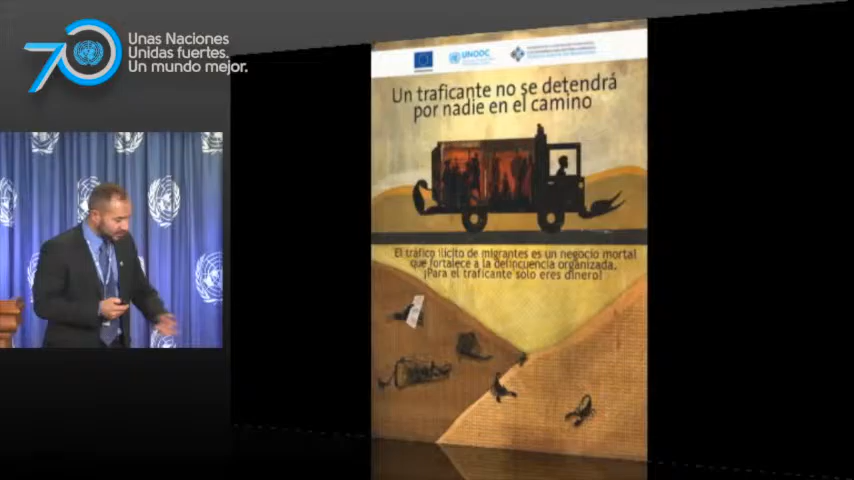 70
Unas Naciones
Unidas fuertes.
Un mundo mejor.
UNODC
Un traficante no se detendrá
por nadie en el camino
El tráfico ilícito de migrantes es un negocio mortal
que fortalece a la delincuencia organizada.
¡Para el traficante solo eres dinero!